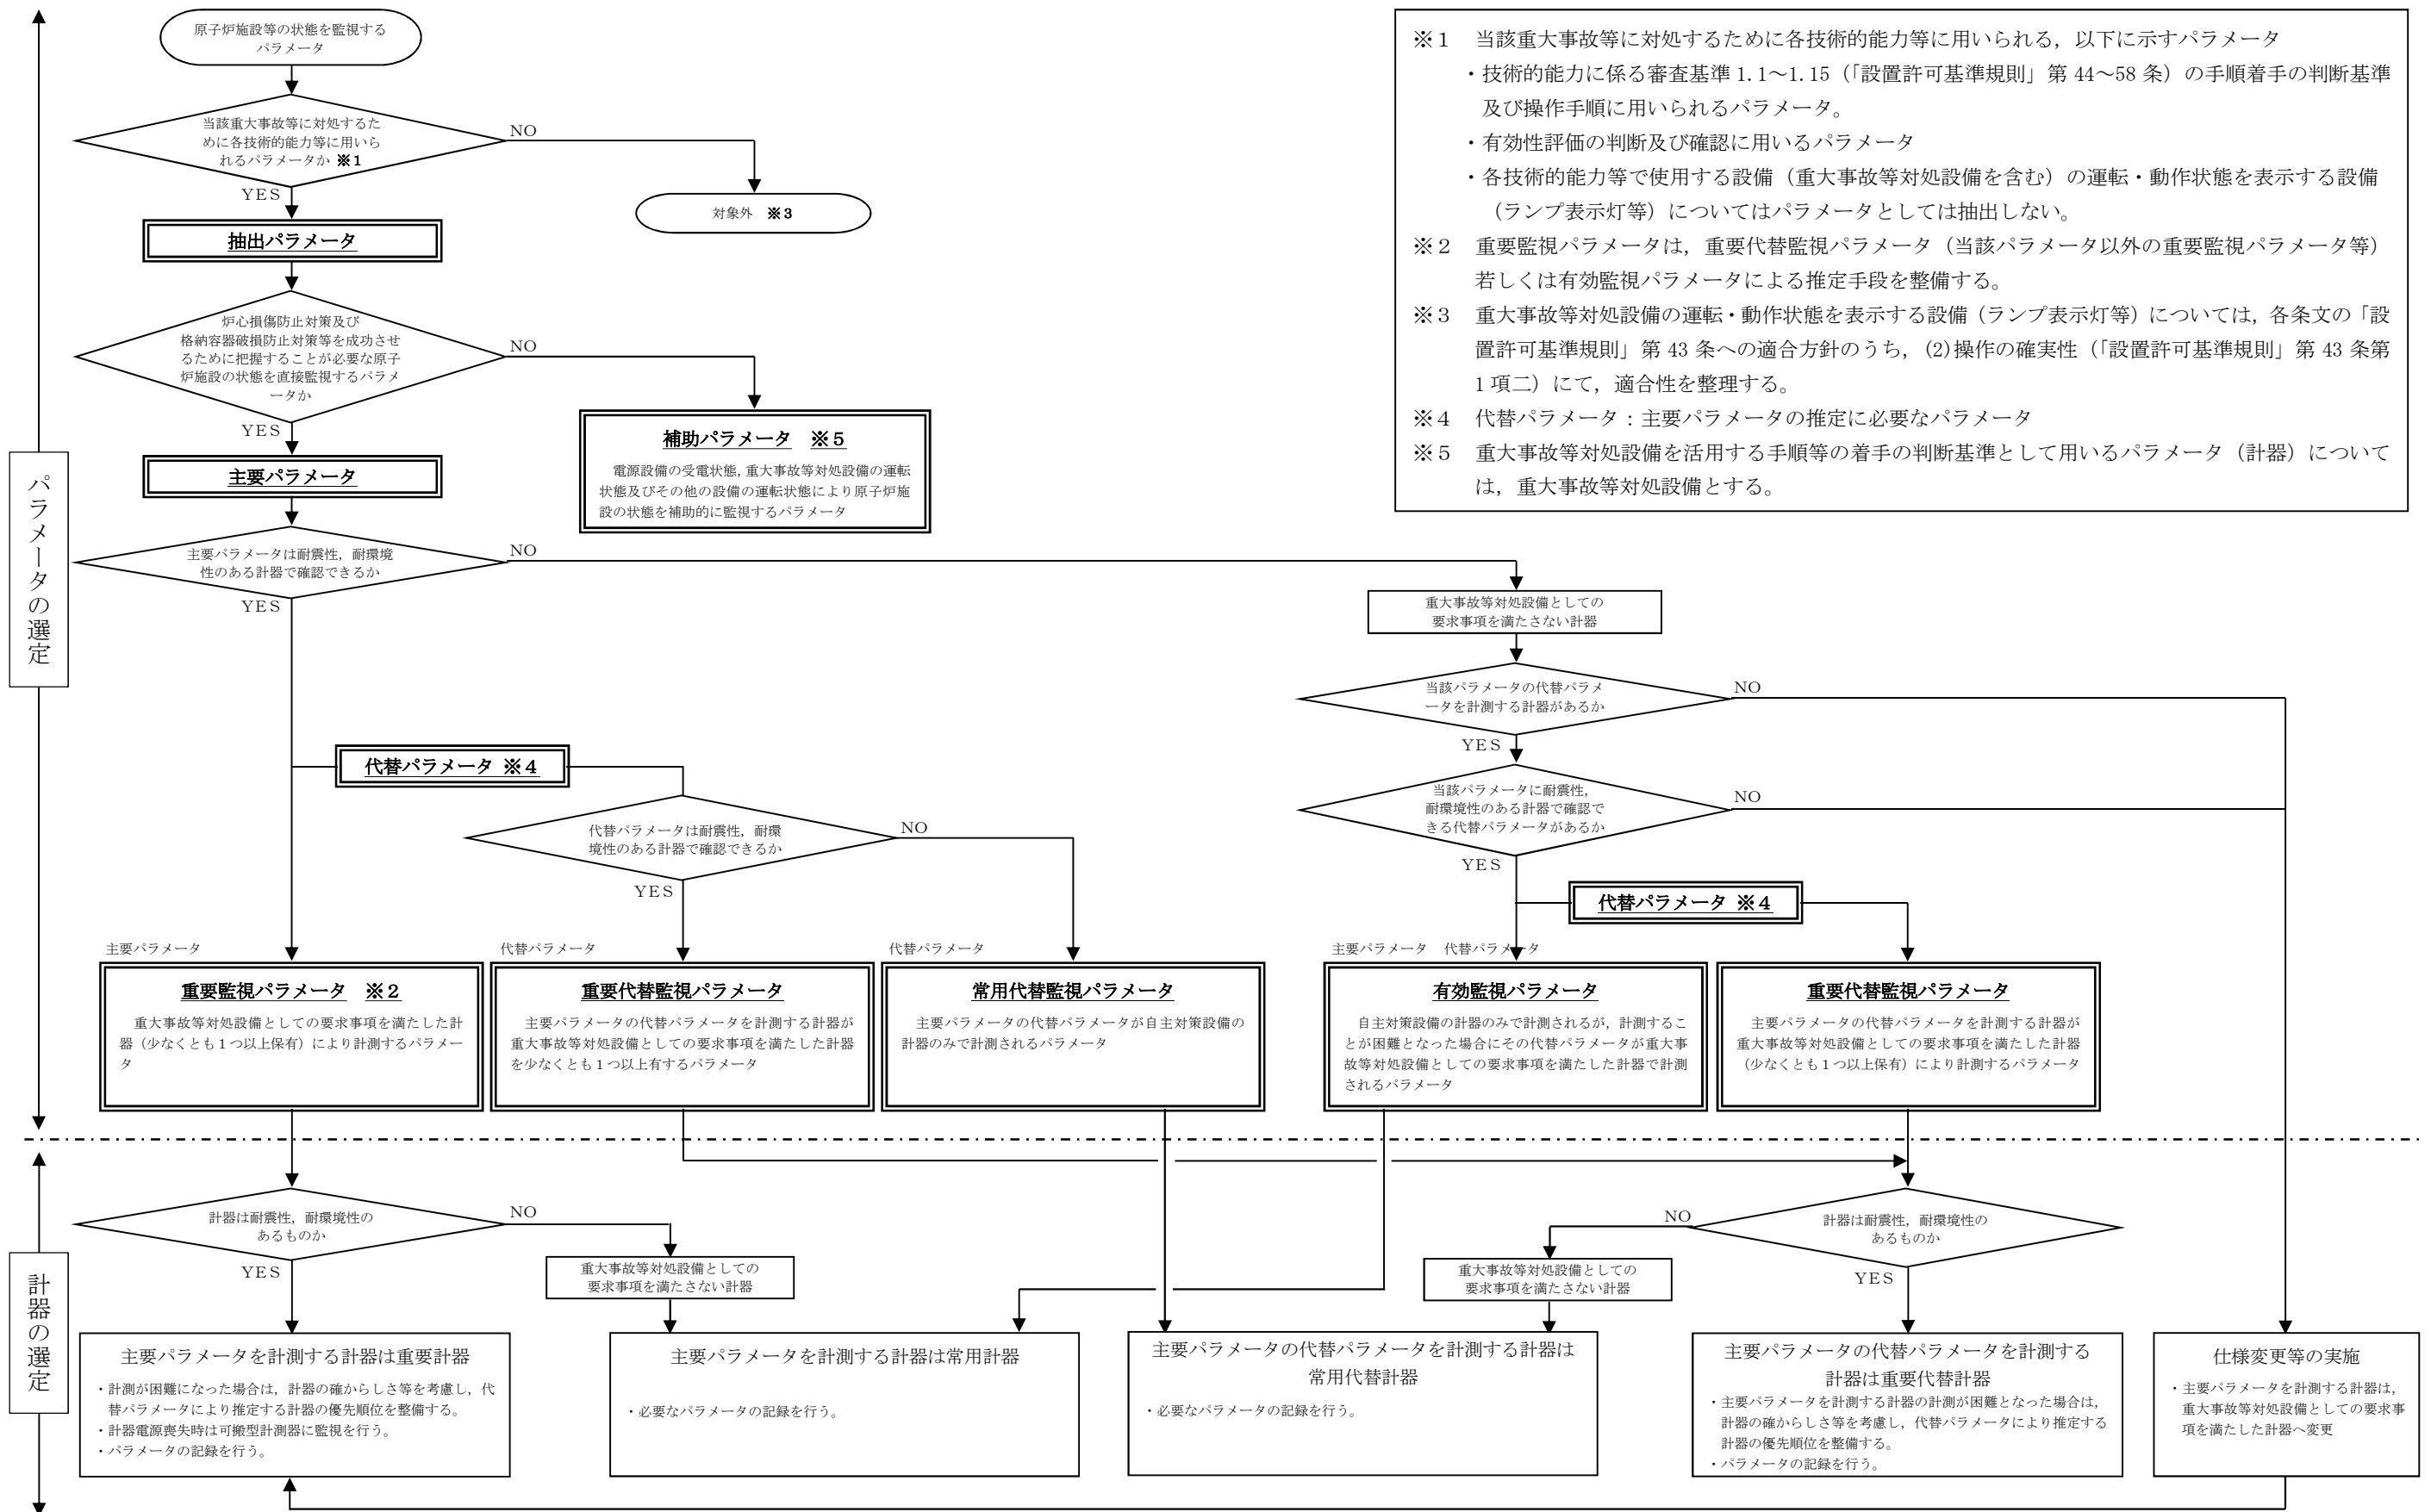 原子炉施設等の状態を監視する
パラメータ
当該重大事故等に対処するた
めに各技術的能力等に用いら
れるパラメータか ※1
NO
YES
対象外 ※3
抽出パラメータ
炉心損傷防止対策及び
格納容器破損防止対策等を成功させ
るために把握することが必要な原子
炉施設の状態を直接監視するパラメ
ータか
NO
YES
補助パラメータ ※5
電源設備の受電状態,重大事故等対処設備の運転
状態及びその他の設備の運転状態により原子炉施
設の状態を補助的に監視するパラメータ
主要パラメータ
主要パラメータは耐震性，耐環境
性のある計器で確認できるか
NO
YES
※１ 当該重大事故等に対処するために各技術的能力等に用いられる，以下に示すパラメータ
・技術的能力に係る審査基準 1.1～1.15（「設置許可基準規則」第 44～58 条）の手順着手の判断基準
及び操作手順に用いられるパラメータ。
・有効性評価の判断及び確認に用いるパラメータ
・各技術的能力等で使用する設備（重大事故等対処設備を含む）の運転・動作状態を表示する設備
（ランプ表示灯等）についてはパラメータとしては抽出しない。
※２ 重要監視パラメータは，重要代替監視パラメータ（当該パラメータ以外の重要監視パラメータ等）
若しくは有効監視パラメータによる推定手段を整備する。
※３ 重大事故等対処設備の運転・動作状態を表示する設備（ランプ表示灯等）については，各条文の「設
置許可基準規則」第 43 条への適合方針のうち，(2)操作の確実性（「設置許可基準規則」第 43 条第
1 項二）にて，適合性を整理する。
※４ 代替パラメータ：主要パラメータの推定に必要なパラメータ
※５ 重大事故等対処設備を活用する手順等の着手の判断基準として用いるパラメータ（計器）について
は，重大事故等対処設備とする。
パラメータの選定
重大事故等対処設備としての
要求事項を満たさない計器
当該パラメータの代替パラメ
ータを計測する計器があるか
NO
YES
当該パラメータに耐震性，
耐環境性のある計器で確認で
きる代替パラメータがあるか
NO
YES
代替パラメータ ※４
代替パラメータは耐震性，耐環
境性のある計器で確認できるか
NO
YES
代替パラメータ ※４
主要パラメータ
重要監視パラメータ ※２
重大事故等対処設備としての要求事項を満たした計
器（少なくとも１つ以上保有）により計測するパラメー
タ
代替パラメータ
重要代替監視パラメータ
主要パラメータの代替パラメータを計測する計器が
重大事故等対処設備としての要求事項を満たした計器
を少なくとも１つ以上有するパラメータ
代替パラメータ
常用代替監視パラメータ
主要パラメータの代替パラメータが自主対策設備の
計器のみで計測されるパラメータ
主要パラメータ 代替パラメータ
有効監視パラメータ
自主対策設備の計器のみで計測されるが，計測するこ
とが困難となった場合にその代替パラメータが重大事
故等対処設備としての要求事項を満たした計器で計測
されるパラメータ
重要代替監視パラメータ
主要パラメータの代替パラメータを計測する計器が
重大事故等対処設備としての要求事項を満たした計器
（少なくとも１つ以上保有）により計測するパラメータ
計器の選定
計器は耐震性，耐環境性の
あるものか
NO
YES
重大事故等対処設備としての
要求事項を満たさない計器
計器は耐震性，耐環境性の
あるものか
NO
YES
重大事故等対処設備としての
要求事項を満たさない計器
主要パラメータを計測する計器は重要計器
・計測が困難になった場合は，計器の確からしさ等を考慮し，代
替パラメータにより推定する計器の優先順位を整備する。
・計器電源喪失時は可搬型計測器に監視を行う。
・パラメータの記録を行う。
主要パラメータを計測する計器は常用計器
・必要なパラメータの記録を行う。
主要パラメータの代替パラメータを計測する計器は
常用代替計器
・必要なパラメータの記録を行う。
主要パラメータの代替パラメータを計測する
計器は重要代替計器
・主要パラメータを計測する計器の計測が困難となった場合は，
計器の確からしさ等を考慮し，代替パラメータにより推定する
計器の優先順位を整備する。
・パラメータの記録を行う。
仕様変更等の実施
・主要パラメータを計測する計器は，
重大事故等対処設備としての要求事
項を満たした計器へ変更